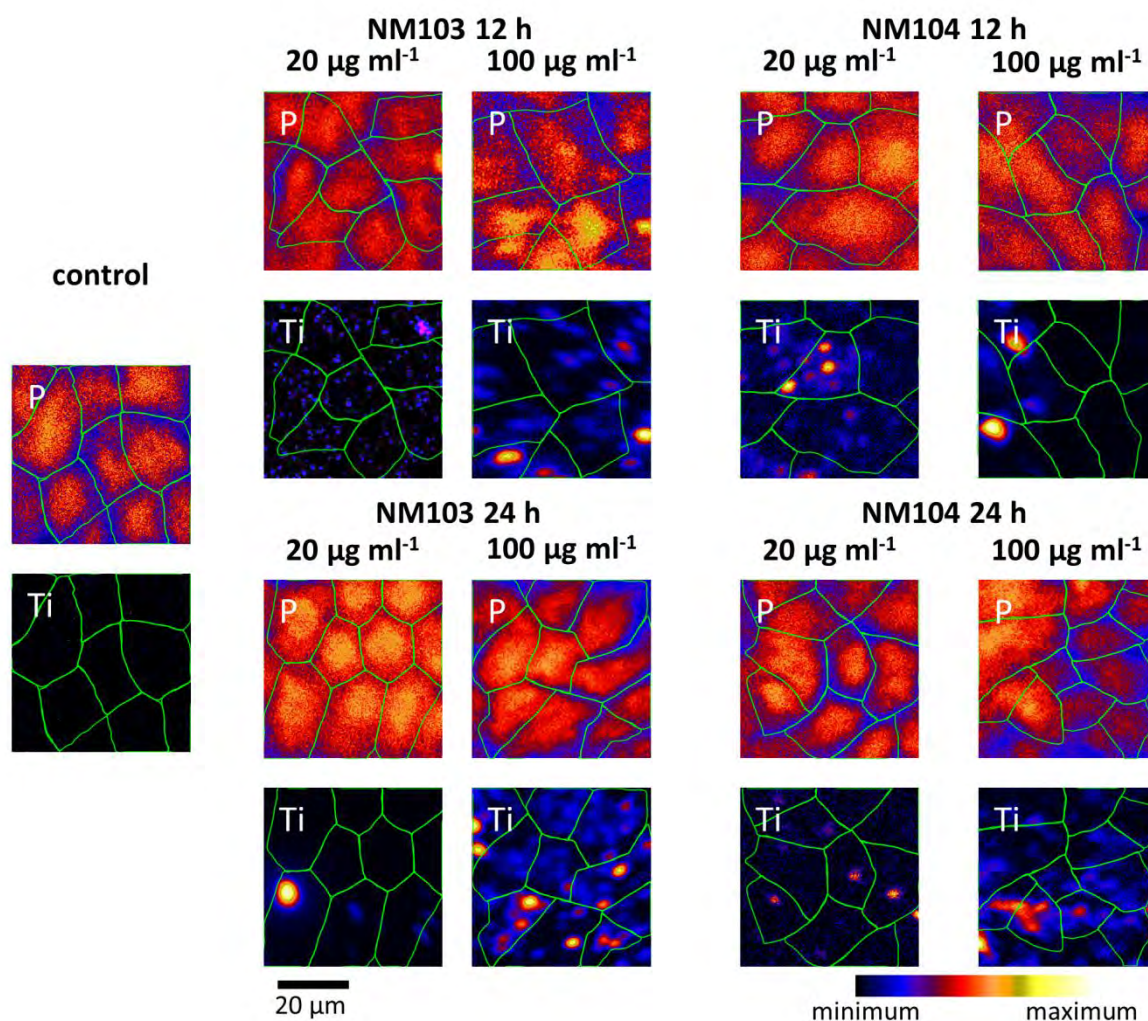 NM103 12 h
20 µg ml⁻¹ 100 µg ml⁻¹
NM104 12 h
20 µg ml⁻¹ 100 µg ml⁻¹
P P P P
control
Ti Ti Ti Ti
P
NM103 24 h
20 µg ml⁻¹ 100 µg ml⁻¹
NM104 24 h
20 µg ml⁻¹ 100 µg ml⁻¹
Ti
P P P P
Ti Ti Ti Ti
20 µm
minimum maximum